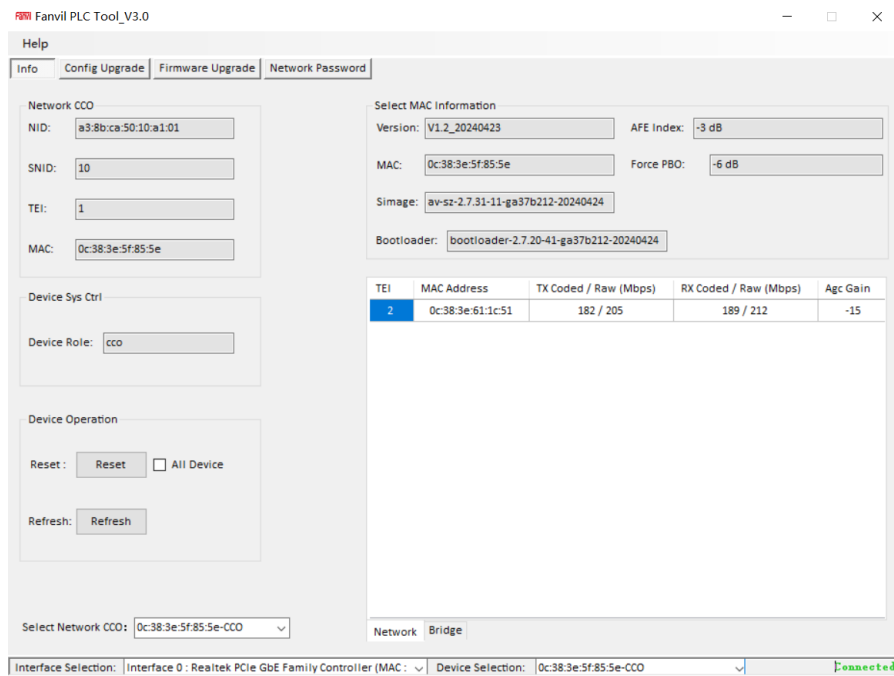 Fanvil Fanvil PLC Tool_V3.0
Help
Info Config Upgrade Firmware Upgrade Network Password
Network CCO
NID: a3:8b:ca:50:10:a1:01
SNID: 10
TEI: 1
MAC: 0c:38:3e:5f:85:5e
Device Sys Ctrl
Device Role: cco
Device Operation
Reset : Reset All Device
Refresh: Refresh
Select Network CCO: 0c:38:3e:5f:85:5e-CCO
Select MAC Information
Version: V1.2_20240423 AFE Index: -3 dB
MAC: 0c:38:3e:5f:85:5e Force PBO: -6 dB
Simage: av-sz-2.7.31-11-ga37b212-20240424
Bootloader: bootloader-2.7.20-41-ga37b212-20240424
TEI MAC Address TX Coded / Raw (Mbps) RX Coded / Raw (Mbps) Agc Gain
2 0c:38:3e:61:1c:51 182 / 205 189 / 212 -15
Network Bridge
Interface Selection: Interface 0 : Realtek PCIe GbE Family Controller (MAC : Device Selection: 0c:38:3e:5f:85:5e-CCO Connected